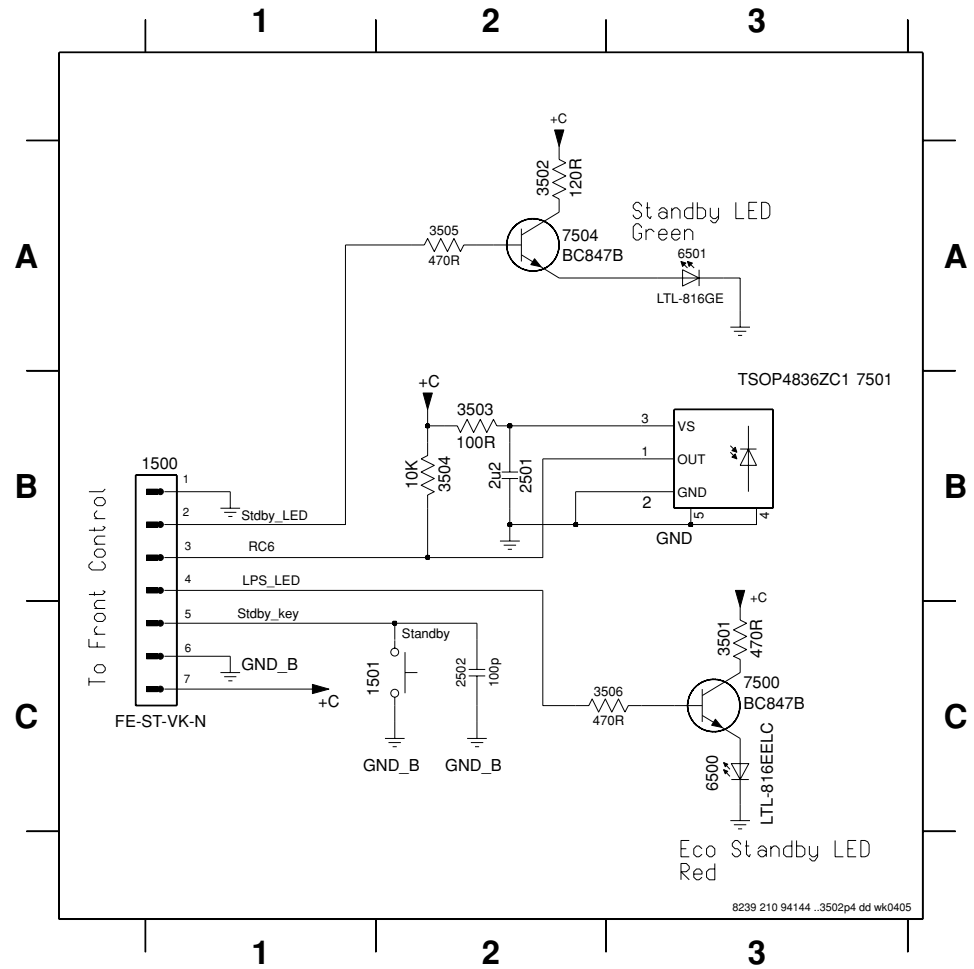 1
2
3
+C
3502
120R
Standby LED
Green
3505
470R
7504
BC847B
6501
LTL-816GE
A
A
TSOP4836ZC1 7501
+C
3503
100R
10K
3504
2u2
2501
3
VS
1
OUT
2
GND
5
4
GND
B
B
To Front Control
1500
1
2
Stdby_LED
3
RC6
4
LPS_LED
5
Stdby_key
6
GND_B
7
+C
FE-ST-VK-N
Standby
1501
2502
100p
GND_B
GND_B
+C
3501
470R
3506
470R
7500
BC847B
6500
LTL-816EELC
C
C
Eco Standby LED
Red
8239 210 94144 ..3502p4 dd wk0405
1
2
3